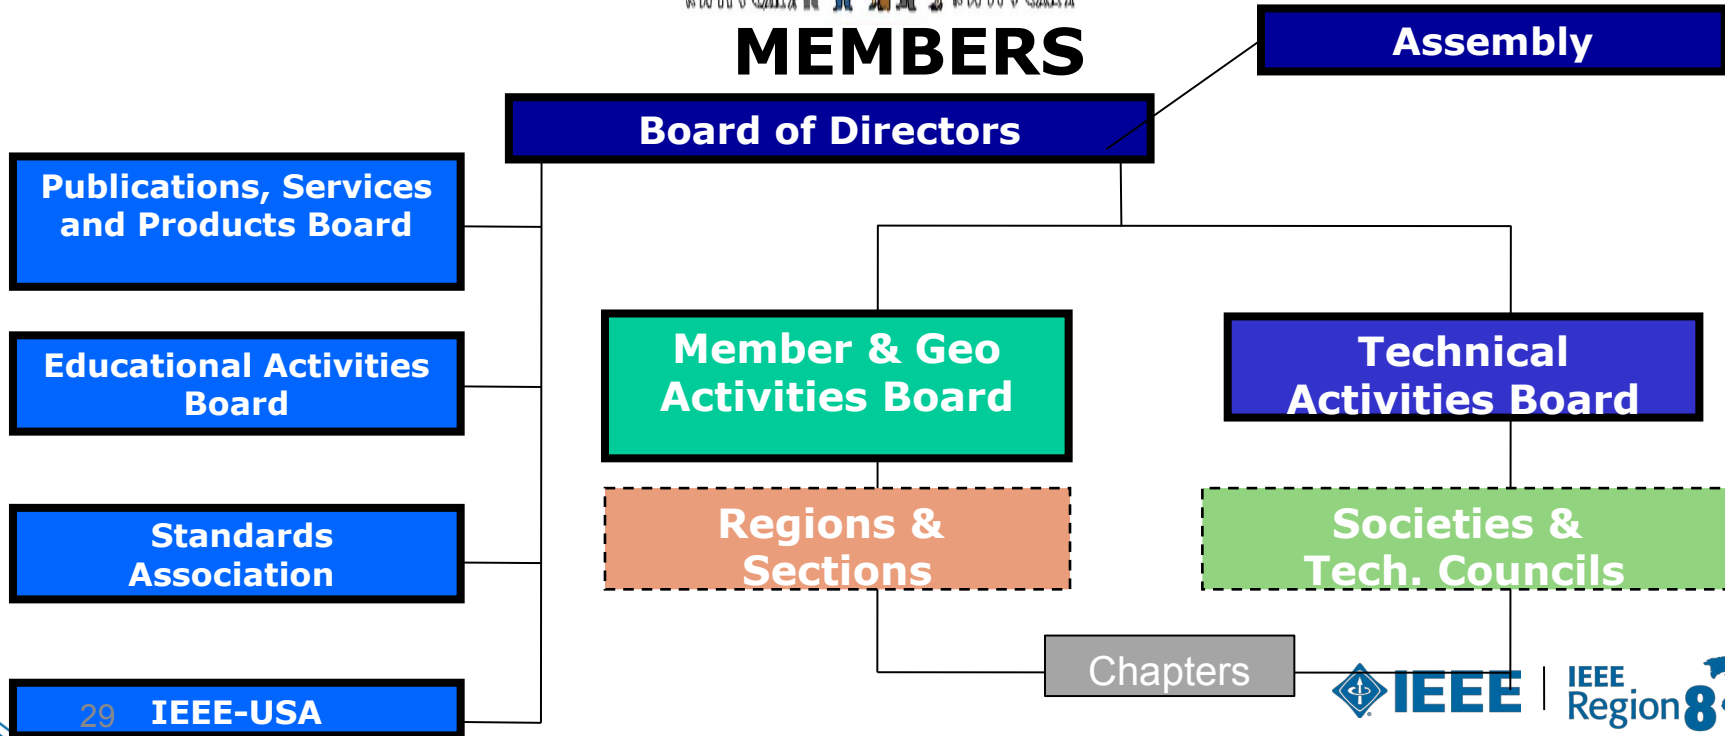 MEMBERS
Assembly
Board of Directors
Publications, Services
and Products Board
Educational Activities
Board
Member & Geo
Activities Board
Technical
Activities Board
Standards
Association
Regions &
Sections
Societies &
Tech. Councils
Chapters
29 IEEE-USA
IEEE
IEEE
Region 8